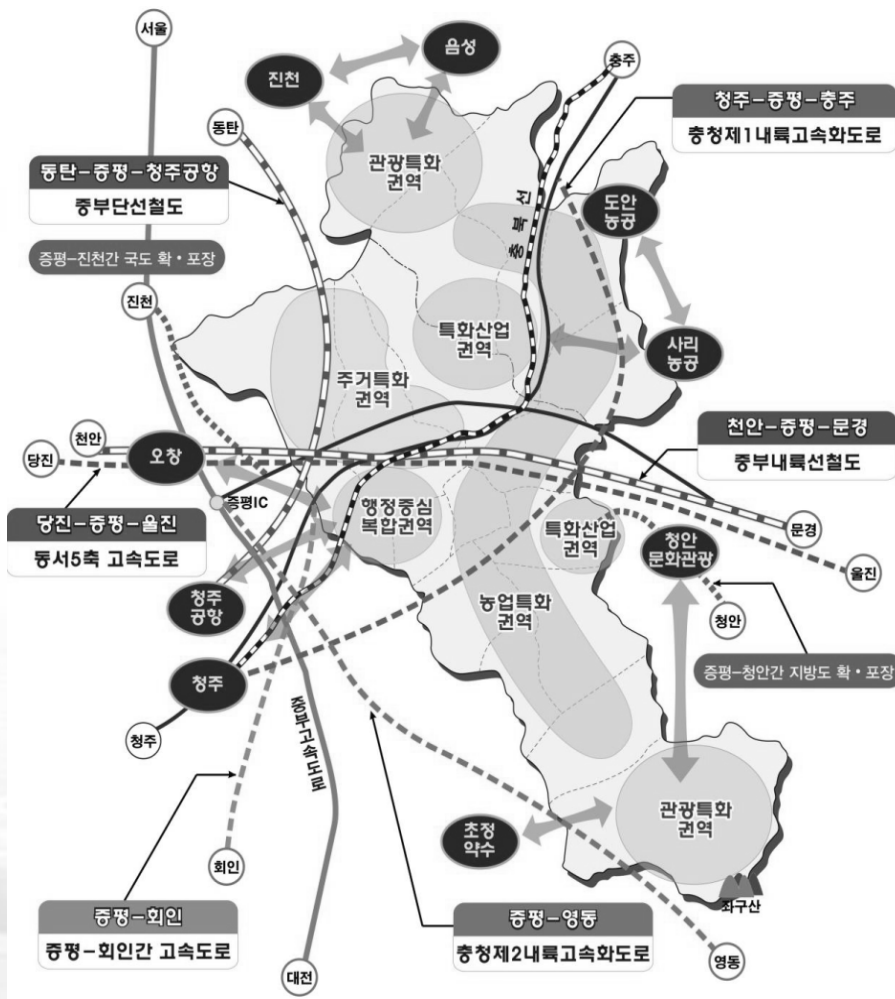 서울
음성
진천
충주
동탄
청주-증평-충주
충청제1내륙고속화도로
관광특화
권역
동탄-증평-청주공항
중부단선철도
도안
농공
충북선
증평-진천간 국도 확·포장
진천
특화산업
권역
사리
농공
주거특화
권역
천안-증평-문경
중부내륙선철도
천안
당진
오창
증평IC
행정중심
복합권역
특화산업
권역
문경
청안
문화관광
울진
당진-증평-울진
동서5축 고속도로
청주
공항
농업특화
권역
청안
증평-청안간 지방도 확·포장
청주
청주
중부고속도로
관광특화
권역
초정
약수
회인
좌구산
증평-회인
증평-회인간 고속도로
증평-영동
충청제2내륙고속화도로
대전
영동